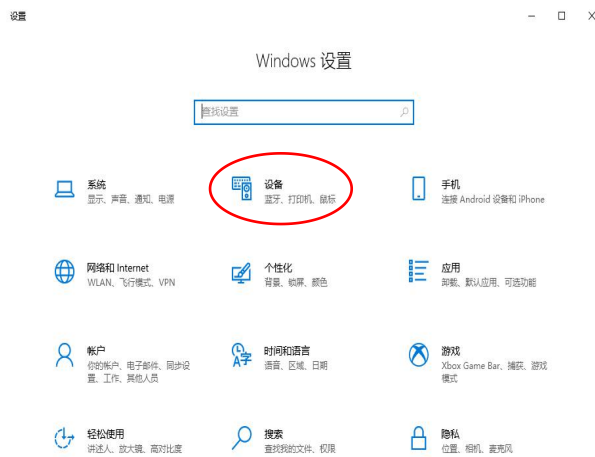 设置
Windows 设置
查找设置
系统
显示、声音、通知、电源
设备
蓝牙、打印机、鼠标
手机
连接 Android 设备和 iPhone
网络和 Internet
WLAN、飞行模式、VPN
个性化
背景、锁屏、颜色
应用
卸载、默认应用、可选功能
帐户
你的帐户、电子邮件、同步设
置、工作、其他人员
时间和语言
语音、区域、日期
游戏
Xbox Game Bar、捕获、游戏
模式
轻松使用
讲述人、放大镜、高对比度
搜索
查找我的文件、权限
隐私
位置、相机、麦克风